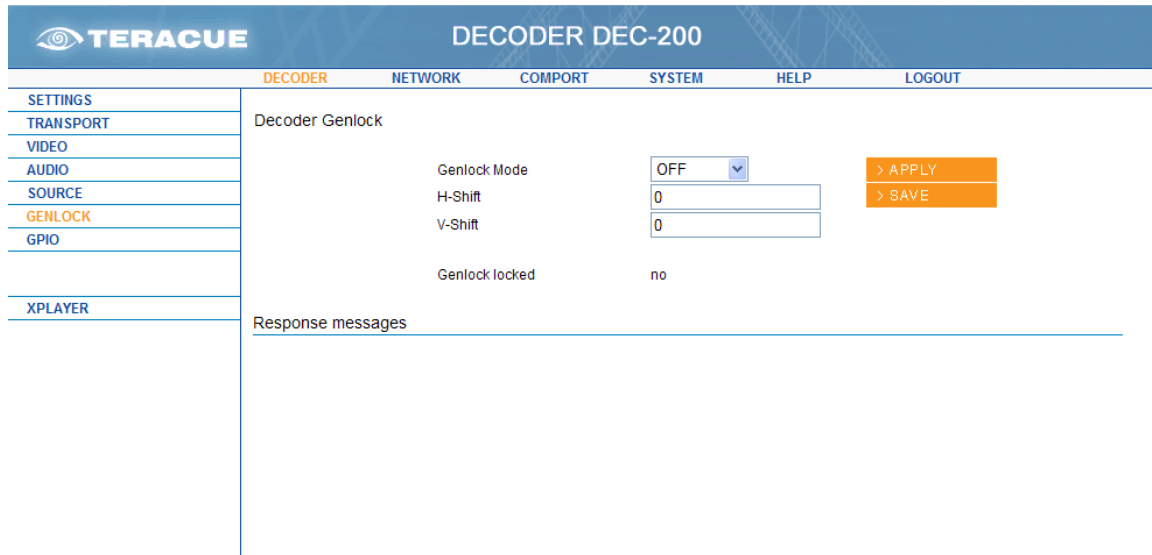 TERACUE
DECODER DEC-200
DECODER NETWORK COMPORT SYSTEM HELP LOGOUT
SETTINGS
TRANSPORT
VIDEO
AUDIO
SOURCE
GENLOCK
GPIO
XPLAYER
Decoder Genlock
Genlock Mode OFF > APPLY
H-Shift 0 > SAVE
V-Shift 0
Genlock locked no
Response messages